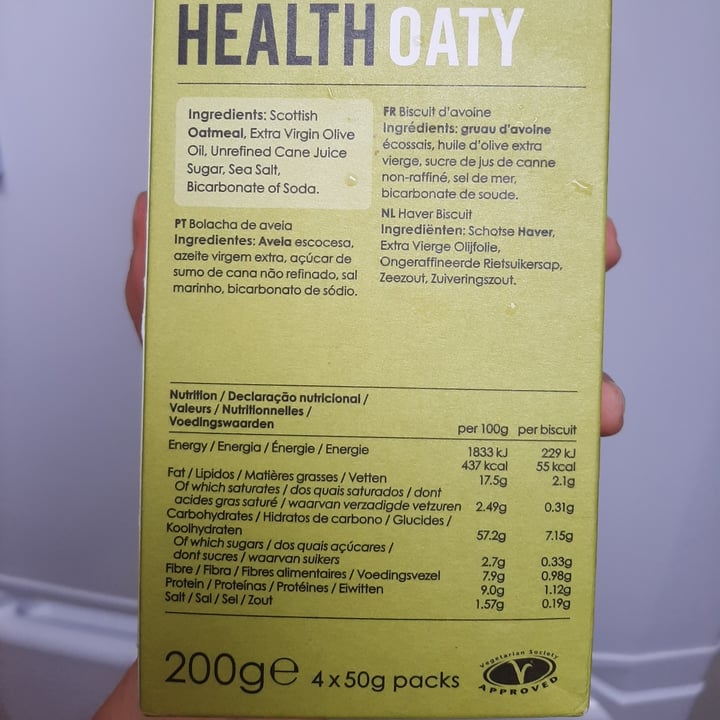 HEALTH OATY
Ingredients: Scottish
Oatmeal, Extra Virgin Olive
Oil, Unrefined Cane Juice
Sugar, Sea Salt,
Bicarbonate of Soda.
FR Biscuit d'avoine
Ingrédients: gruau d'avoine
écossais, huile d'olive extra
vierge, sucre de jus de canne
non-raffiné, sel de mer,
bicarbonate de soude.
PT Bolacha de aveia
Ingredientes: Aveia escocesa,
azeite virgem extra, açúcar de
sumo de cana não refinado, sal
marinho, bicarbonato de sódio.
NL Haver Biscuit
Ingrediënten: Schotse Haver,
Extra Vierge Olijfolie,
Ongeraffineerde Rietsuikersap,
Zeezout, Zuiveringszout.
Nutrition / Declaração nutricional /
Valeurs / Nutritionnelles /
Voedingswaarden per 100g per biscuit
Energy / Energia / Énergie / Energie 1833 kJ 229 kJ
437 kcal 55 kcal
Fat / Lípidos / Matières grasses / Vetten 17.5g 2.1g
Of which saturates / dos quais saturados / dont
acides gras saturé / waarvan verzadigde vetzuren 2.49g 0.31g
Carbohydrates / Hidratos de carbono / Glucides /
Koolhydraten 57.2g 7.15g
Of which sugars / dos quais açúcares /
dont sucres / waarvan suikers 2.7g 0.33g
Fibre / Fibra / Fibres alimentaires / Voedingsvezel 7.9g 0.98g
Protein / Proteínas / Protéines / Eiwitten 9.0g 1.12g
Salt / Sal / Sel / Zout 1.57g 0.19g
200g℮ 4 x 50g packs
Vegetarian Society
V
APPROVED